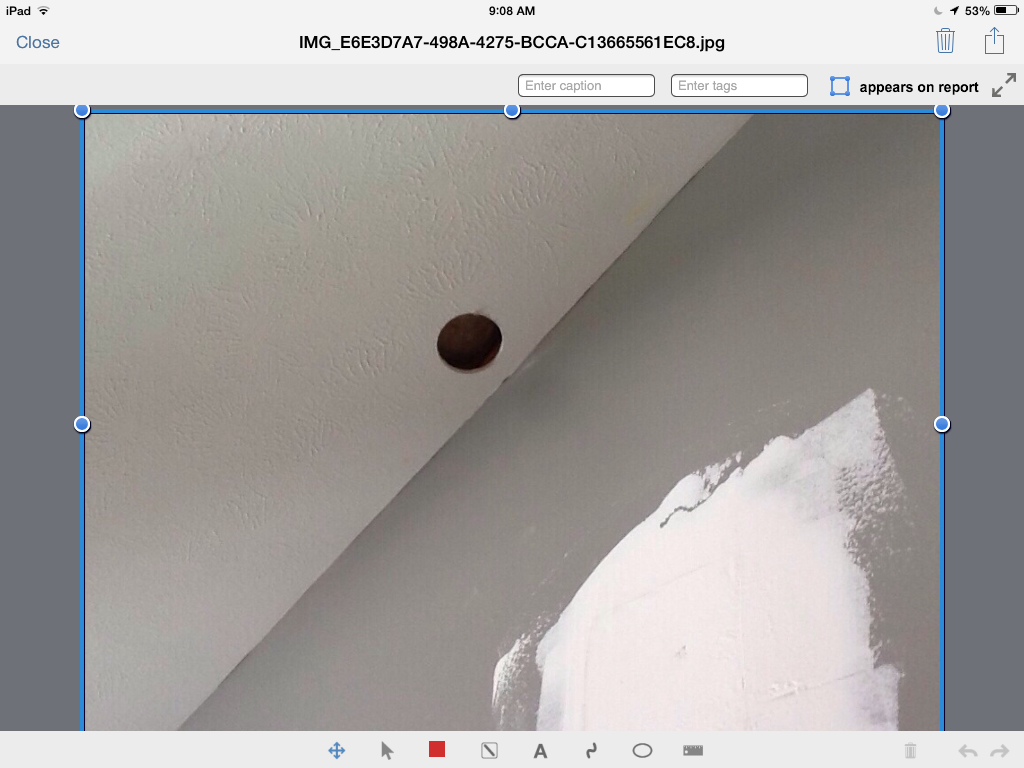 iPad 9:08 AM 53%
Close IMG_E6E3D7A7-498A-4275-BCCA-C13665561EC8.jpg
Enter caption Enter tags appears on report
A